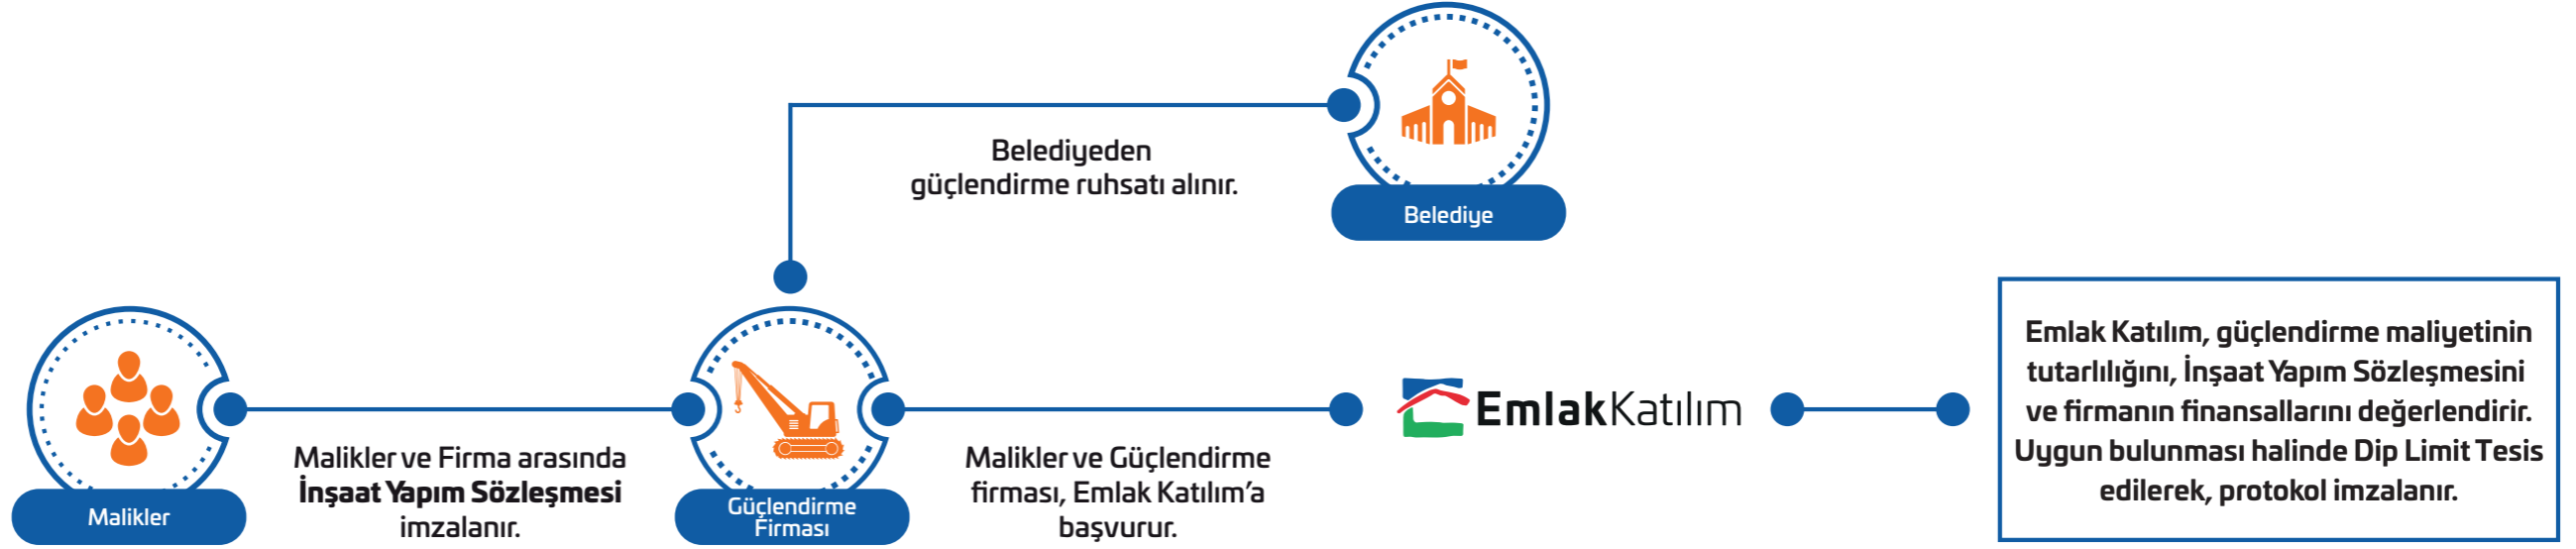 Belediyeden
güçlendirme ruhsatı alınır.
Belediye
Malikler
Malikler ve Firma arasında
İnşaat Yapım Sözleşmesi
imzalanır.
Güçlendirme
Firması
Malikler ve Güçlendirme
firması, Emlak Katılım’a
başvurur.
EmlakKatılım
Emlak Katılım, güçlendirme maliyetinin
tutarlılığını, İnşaat Yapım Sözleşmesini
ve firmanın finansallarını değerlendirir.
Uygun bulunması halinde Dip Limit Tesis
edilerek, protokol imzalanır.